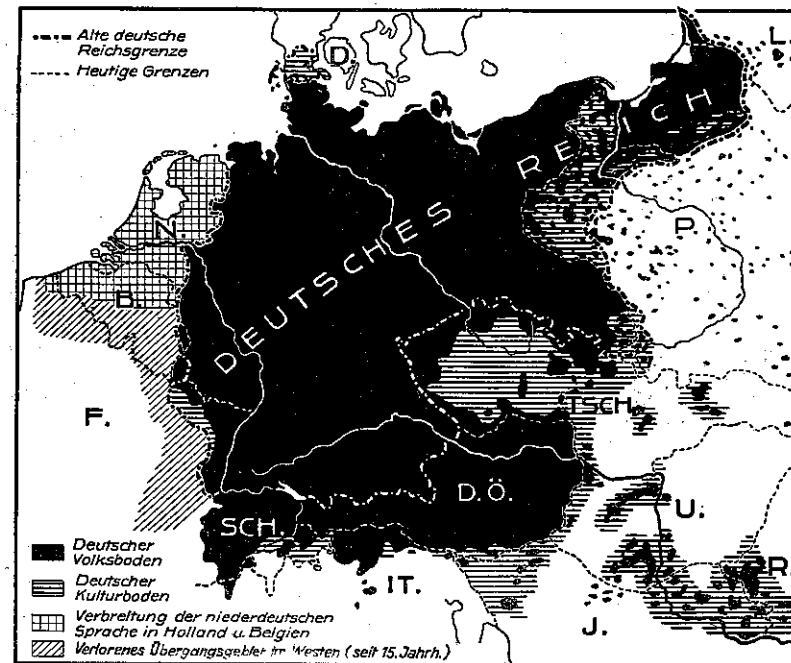 Alte deutsche
Reichsgrenze
Heutige Grenzen
D.
L.
DEUTSCHES REICH
N.
P.
B.
F.
TSCH.
D.Ö.
SCH.
U.
IT.
R.
J.
Deutscher
Volksboden
Deutscher
Kulturboden
Verbreitung der niederdeutschen
Sprache in Holland u. Belgien
Verlorenes Übergangsgebiet im Westen (seit 15. Jahrh.)